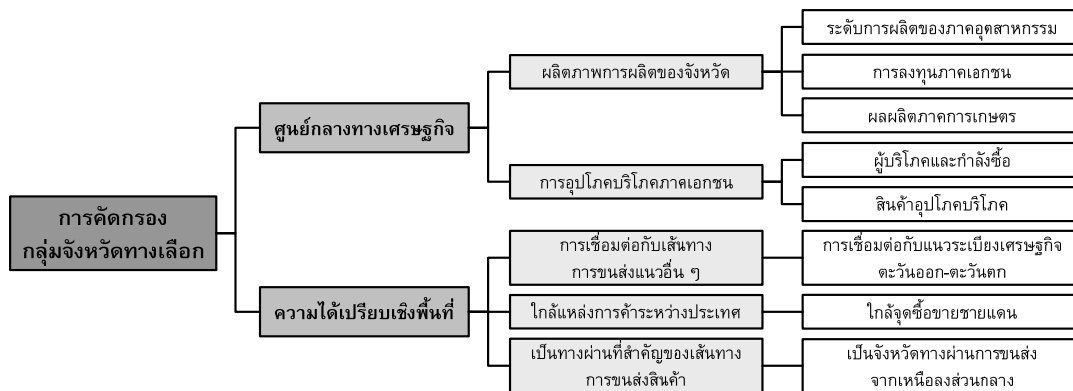 การคัดกรอง
กลุ่มจังหวัดทางเลือก
ศูนย์กลางทางเศรษฐกิจ
ผลิตภาพการผลิตของจังหวัด
ระดับการผลิตของภาคอุตสาหกรรม
การลงทุนภาคเอกชน
ผลผลิตภาคการเกษตร
การอุปโภคบริโภคภาคเอกชน
ผู้บริโภคและกำลังซื้อ
สินค้าอุปโภคบริโภค
ความได้เปรียบเชิงพื้นที่
การเชื่อมต่อกับเส้นทาง
การขนส่งแนวอื่น ๆ
การเชื่อมต่อกับแนวระเบียงเศรษฐกิจ
ตะวันออก-ตะวันตก
ใกล้แหล่งการค้าระหว่างประเทศ
ใกล้จุดซื้อขายชายแดน
เป็นทางผ่านที่สำคัญของเส้นทาง
การขนส่งสินค้า
เป็นจังหวัดทางผ่านการขนส่ง
จากเหนือลงส่วนกลาง